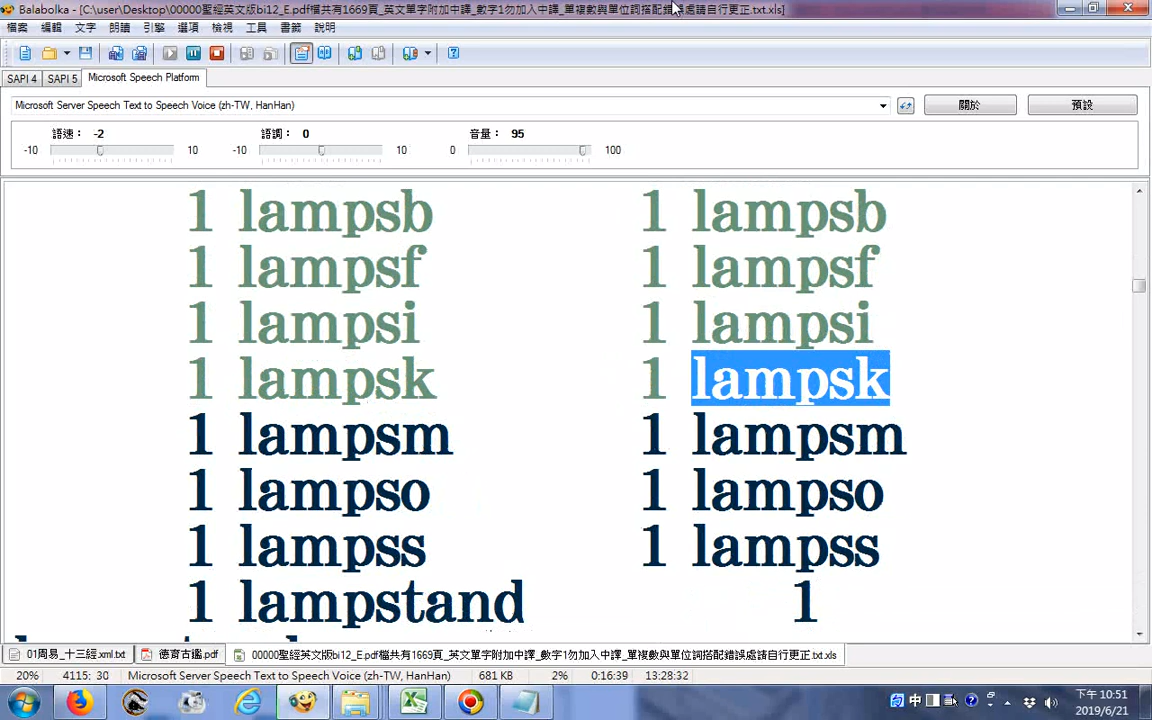 Balabolka - [C:\user\Desktop\00000聖經英文版bi12_E.pdf檔共有1669頁_英文單字附加中譯_數字1勿加入中譯_單複數與單位詞搭配錯誤處請自行更正.txt.xls]
檔案 編輯 文字 朗讀 引擎 選項 檢視 工具 書籤 說明
SAPI 4 SAPI 5 Microsoft Speech Platform
Microsoft Server Speech Text to Speech Voice (zh-TW, HanHan) 關於 預設
語速： -2 語調： 0 音量： 95
-10 10 -10 10 0 100
1 lampsb 1 lampsb
1 lampsf 1 lampsf
1 lampsi 1 lampsi
1 lampsk 1 lampsk
1 lampsm 1 lampsm
1 lampso 1 lampso
1 lampss 1 lampss
1 lampstand 1
01周易_十三經.xml.txt 德育古鑑.pdf 00000聖經英文版bi12_E.pdf檔共有1669頁_英文單字附加中譯_數字1勿加入中譯_單複數與單位詞搭配錯誤處請自行更正.txt.xls
20% 4115: 30 Microsoft Server Speech Text to Speech Voice (zh-TW, HanHan) 681 KB 2% 0:16:39 13:28:32
中 下午 10:51
2019/6/21